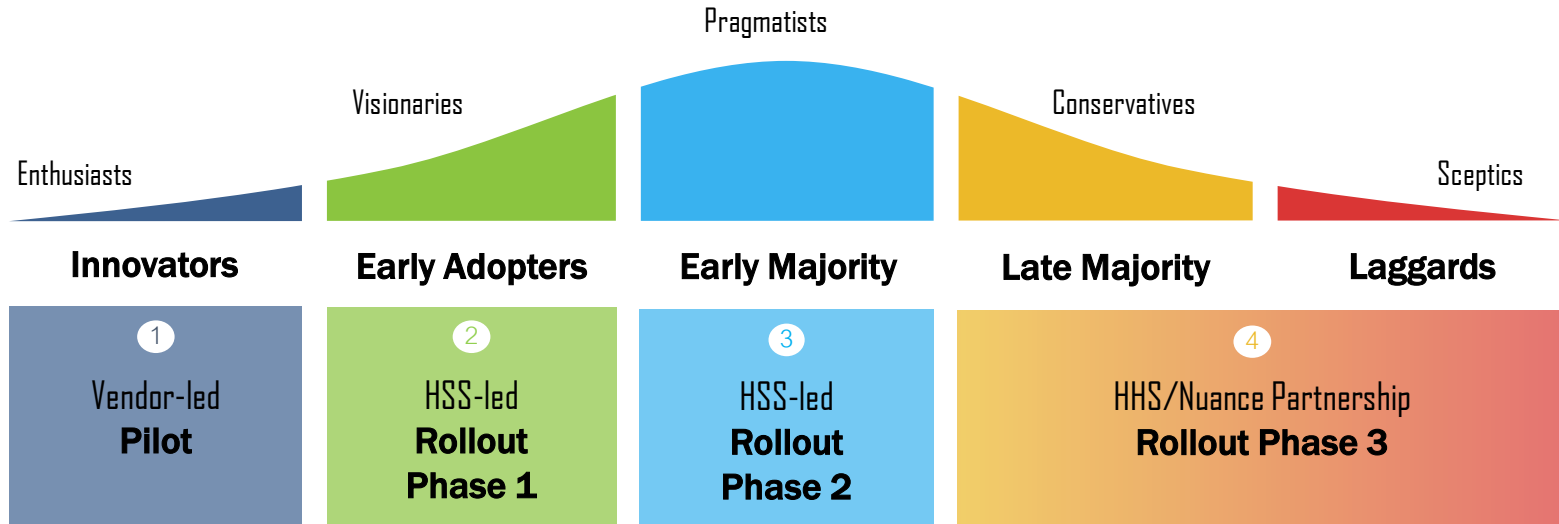 Pragmatists
Visionaries
Conservatives
Enthusiasts
Sceptics
Innovators
Early Adopters
Early Majority
Late Majority
Laggards
1
Vendor-led
Pilot
2
HSS-led
Rollout
Phase 1
3
HSS-led
Rollout
Phase 2
4
HHS/Nuance Partnership
Rollout Phase 3